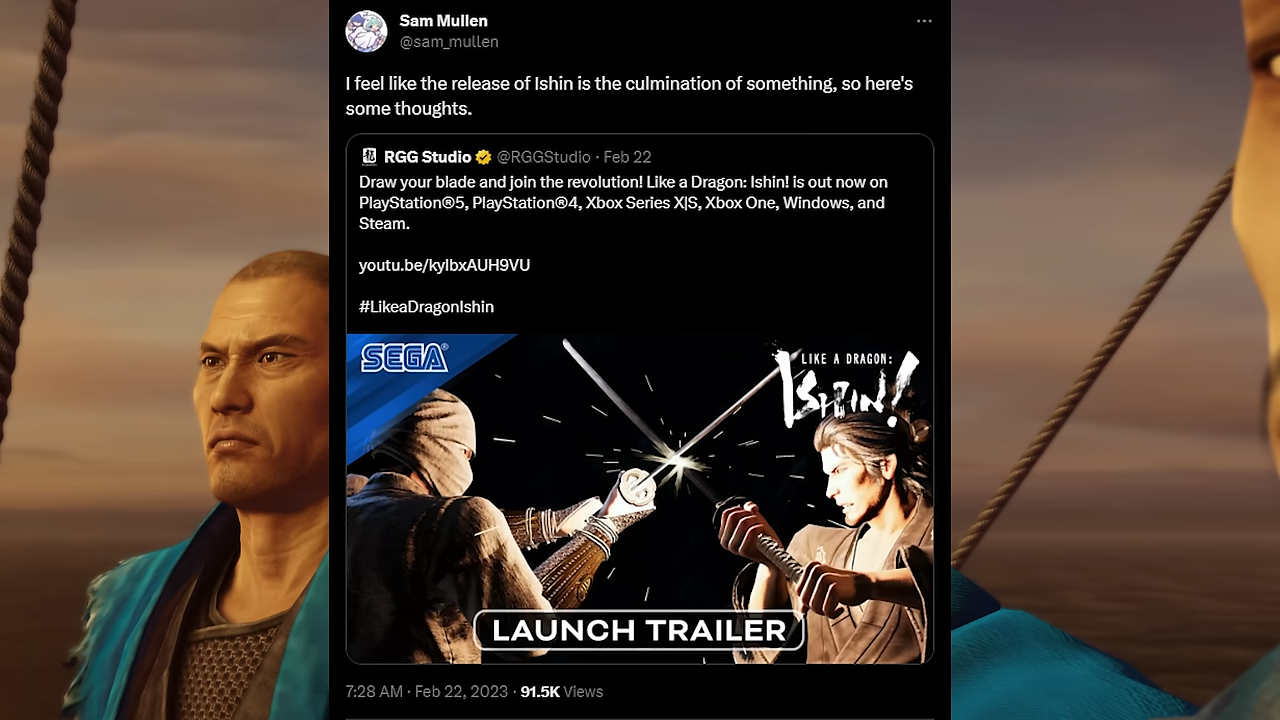 Sam Mullen
@sam_mullen
I feel like the release of Ishin is the culmination of something, so here's
some thoughts.
RGG Studio @RGGStudio · Feb 22
Draw your blade and join the revolution! Like a Dragon: Ishin! is out now on
PlayStation®5, PlayStation®4, Xbox Series X|S, Xbox One, Windows, and
Steam.
youtu.be/kylbxAUH9VU
#LikeaDragonIshin
SEGA®
LIKE A DRAGON:
ISHIN!
LAUNCH TRAILER
7:28 AM · Feb 22, 2023 · 91.5K Views